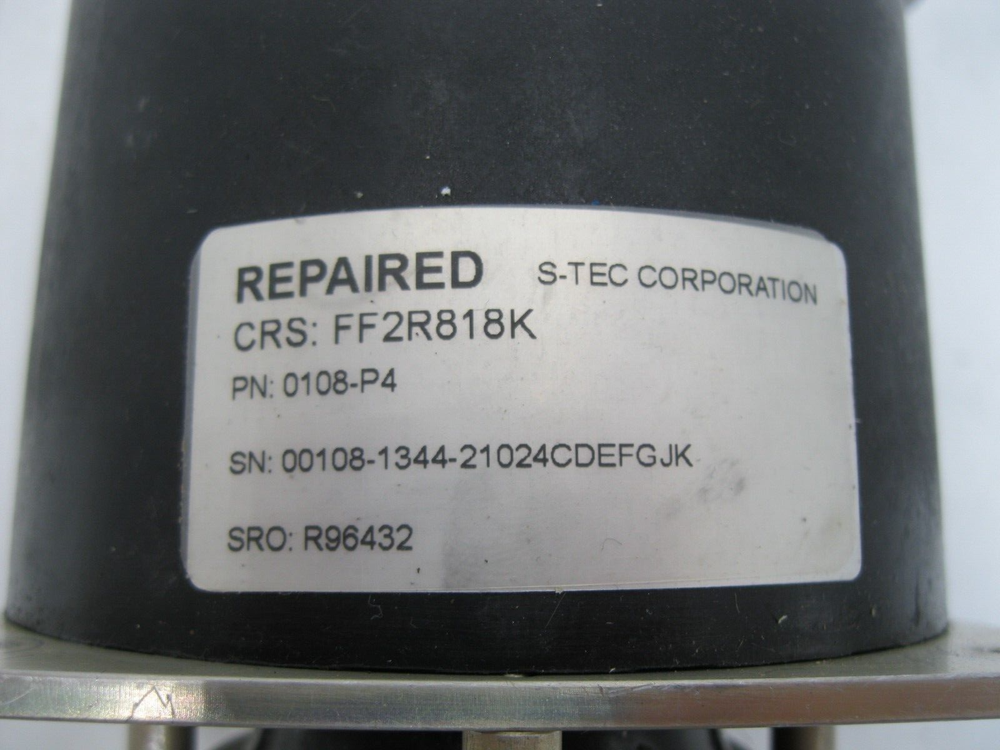 REPAIRED S-TEC CORPORATION
CRS: FF2R818K
PN: 0108-P4
SN: 00108-1344-21024CDEFGJK
SRO: R96432